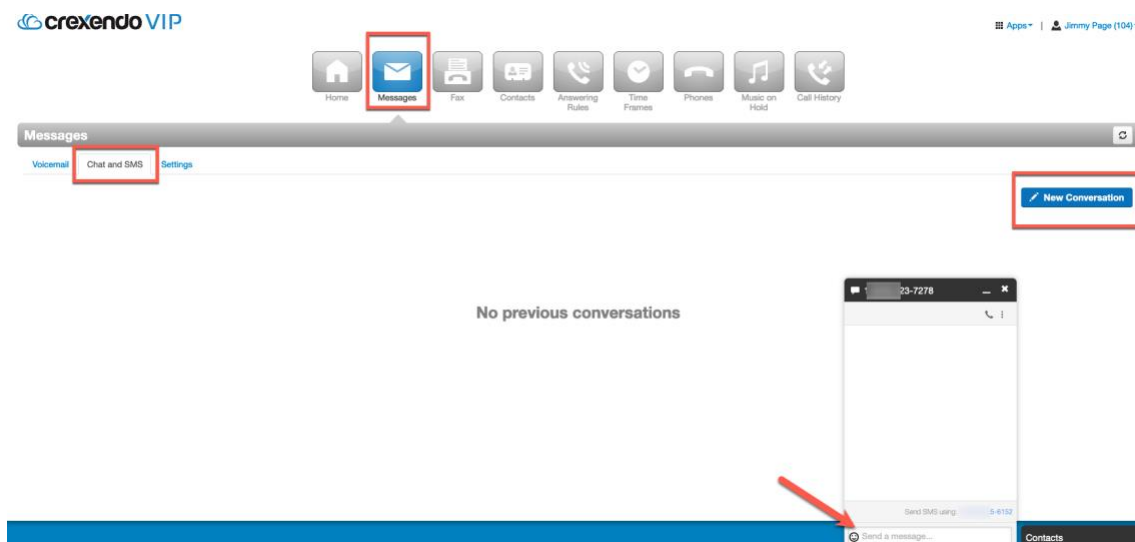 crexendo VIP
Apps
Jimmy Page (104)
Home
Messages
Fax
Contacts
Answering
Rules
Time
Frames
Phones
Music on
Hold
Call History
Messages
Voicemail
Chat and SMS
Settings
New Conversation
No previous conversations
23-7278
Send SMS using:
5-6152
Send a message...
Contacts